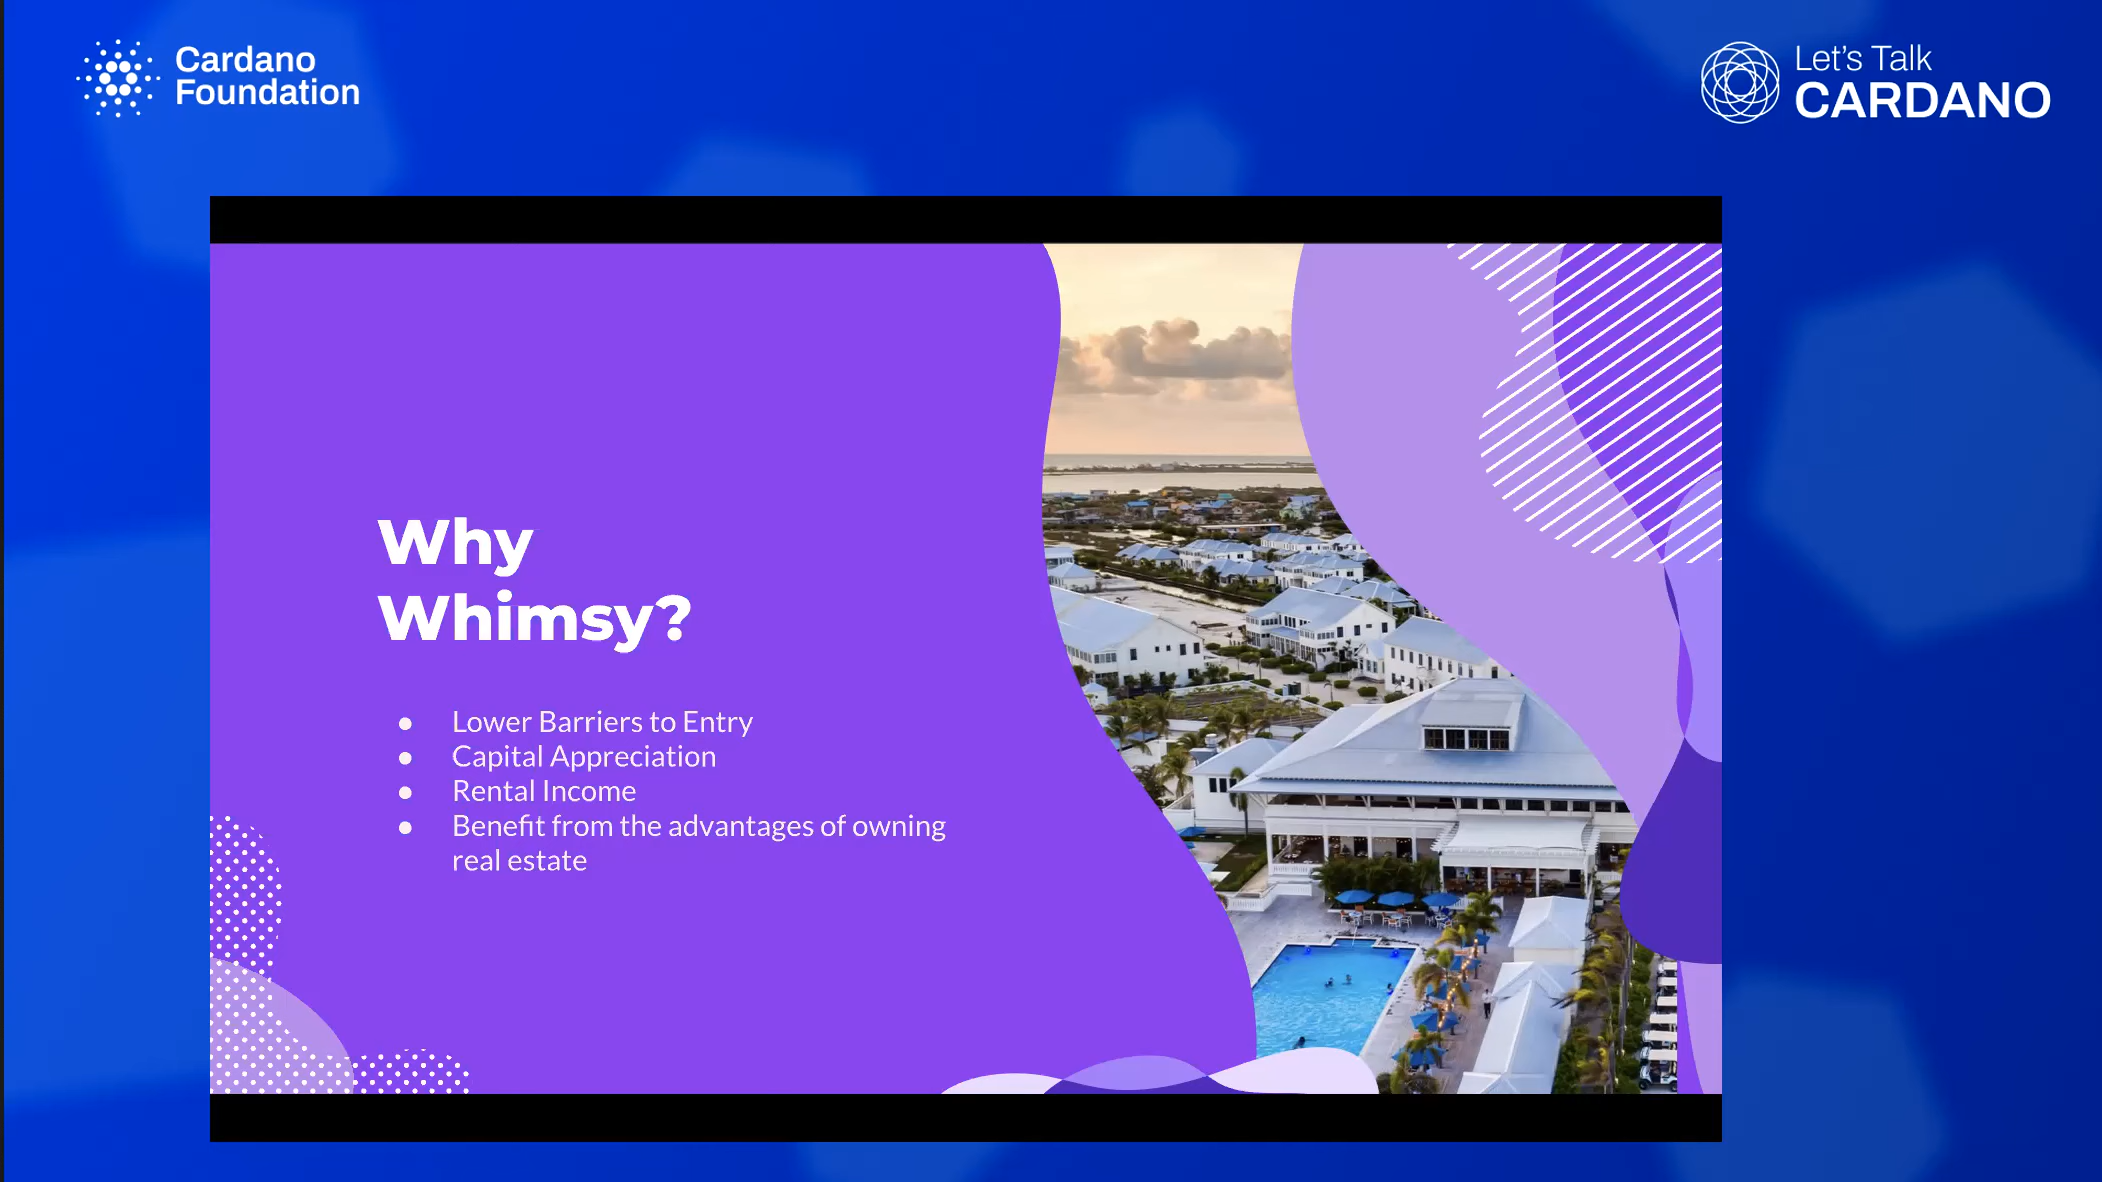 Cardano
Foundation
Let's Talk
CARDANO
Why
Whimsy?
● Lower Barriers to Entry
● Capital Appreciation
● Rental Income
● Benefit from the advantages of owning
real estate